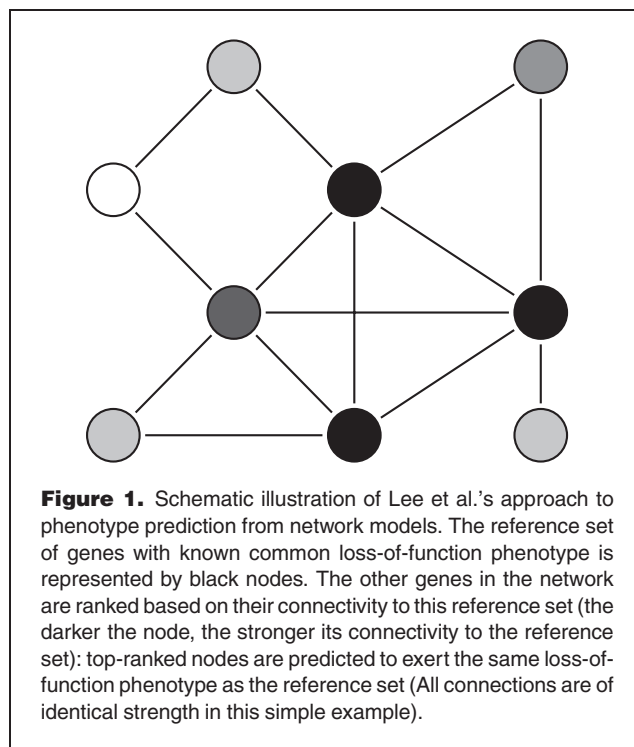 Figure 1. Schematic illustration of Lee et al.'s approach to
phenotype prediction from network models. The reference set
of genes with known common loss-of-function phenotype is
represented by black nodes. The other genes in the network
are ranked based on their connectivity to this reference set (the
darker the node, the stronger its connectivity to the reference
set): top-ranked nodes are predicted to exert the same loss-of-
function phenotype as the reference set (All connections are of
identical strength in this simple example).